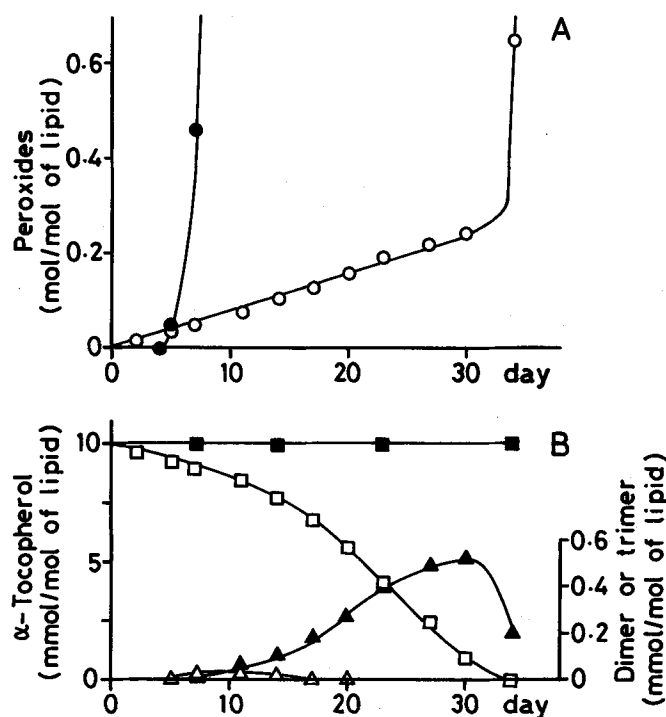 A
Peroxides
(mol/mol of lipid)
0.6
0.4
0.2
0
0 10 20 30 day
B
α-Tocopherol
(mmol/mol of lipid)
10
5
0
Dimer or trimer
(mmol/mol of lipid)
0.6
0.4
0.2
0
0 10 20 30 day